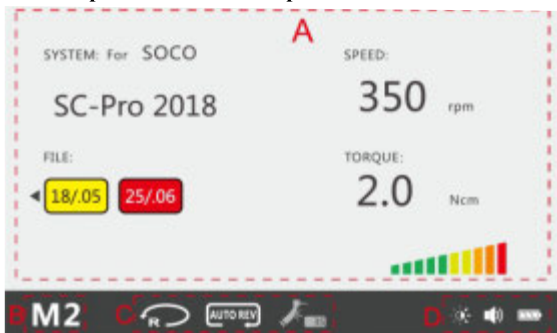 A
SYSTEM: For SOCO
SPEED:
SC-Pro 2018
350 rpm
FILE:
TORQUE:
18/.05 25/.06
2.0 Ncm
B M2 C R AUTO REV D